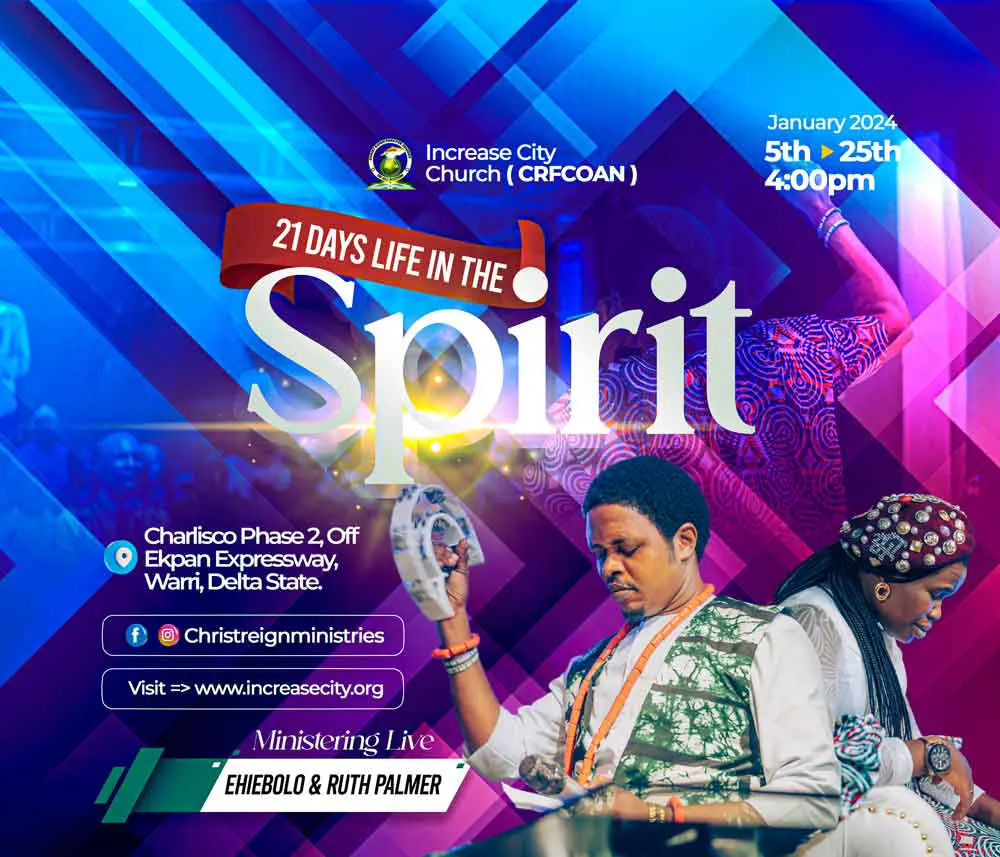 Increase City
Church ( CRFCOAN )
January 2024
5th ▸ 25th
4:00pm
21 DAYS LIFE IN THE
Spirit
Charlisco Phase 2, Off
Ekpan Expressway,
Warri, Delta State.
Christreignministries
Visit => www.increasecity.org
Ministering Live
EHIEBOLO & RUTH PALMER